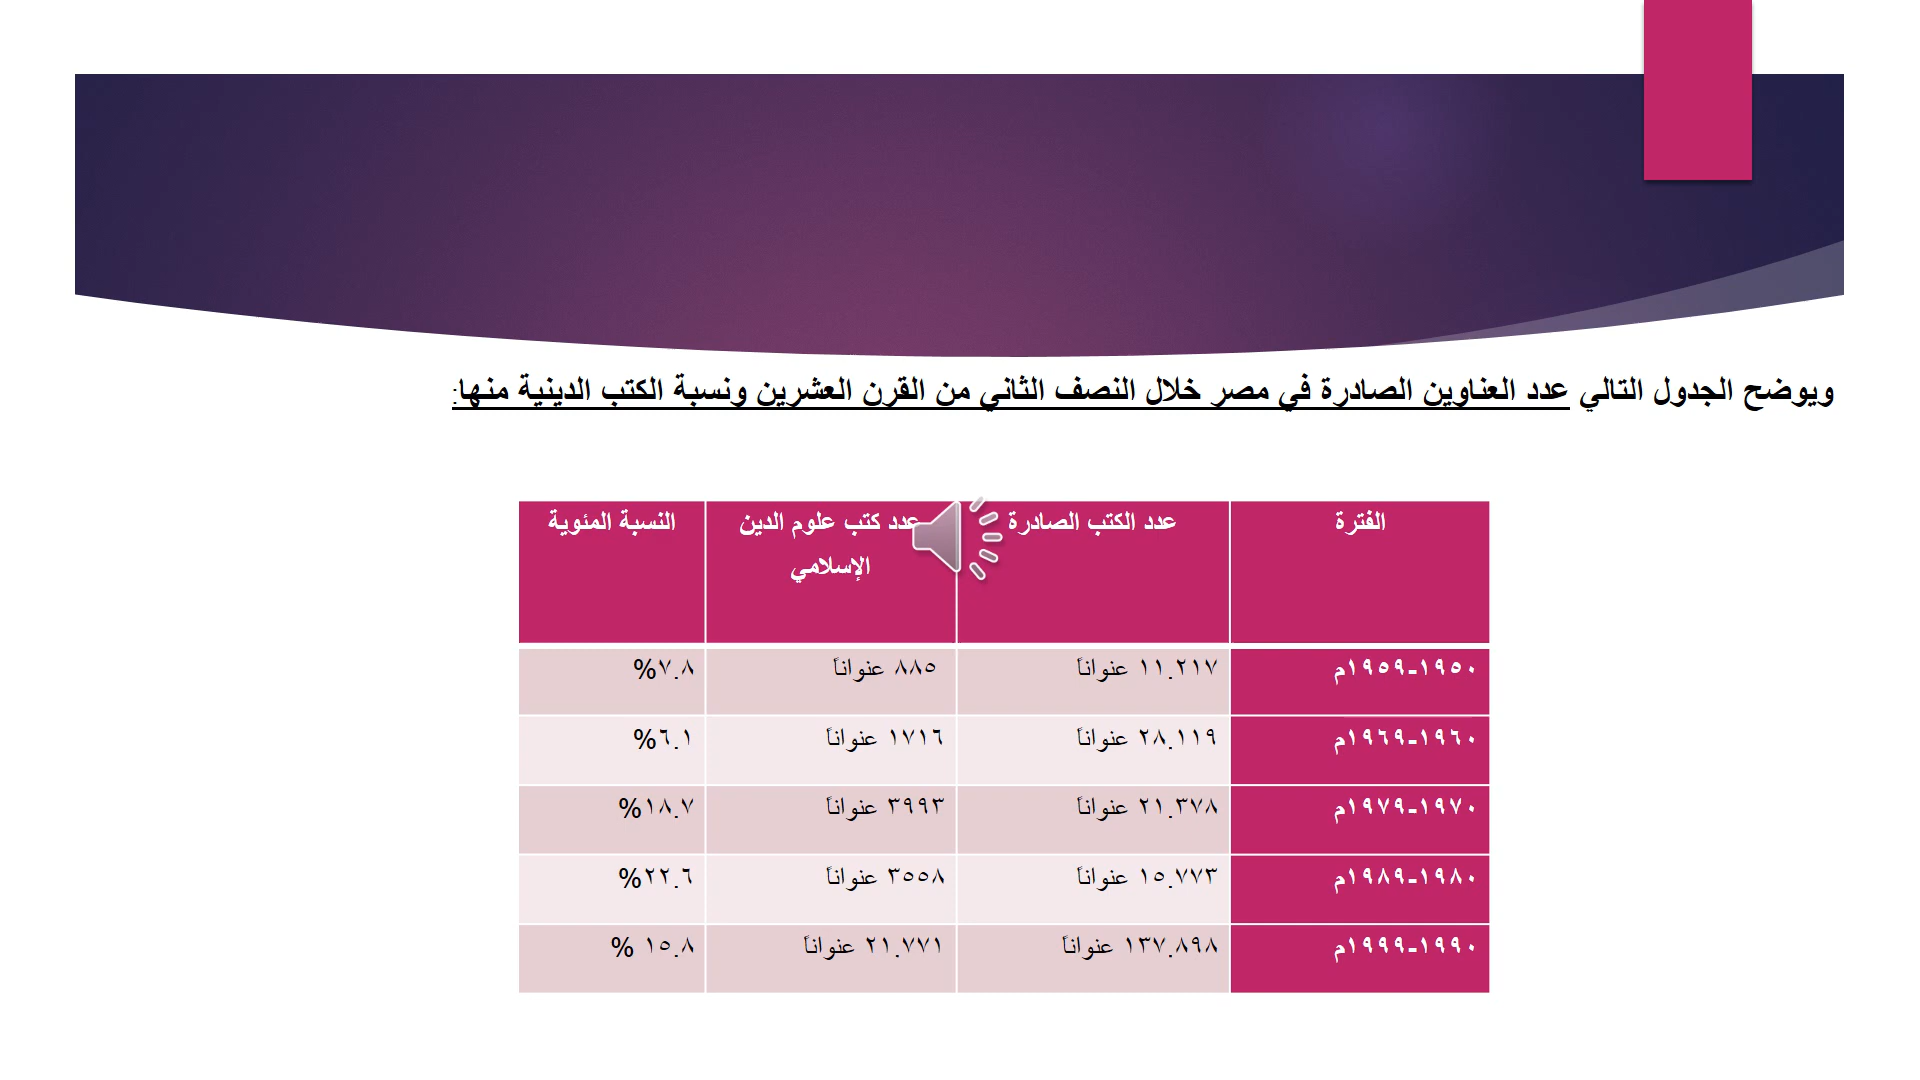 ويوضح الجدول التالي عدد العناوين الصادرة في مصر خلال النصف الثاني من القرن العشرين ونسبة الكتب الدينية منها:
الفترة عدد الكتب الصادرة عدد كتب علوم الدين النسبة المئوية
الإسلامي
١٩٥٠-١٩٥٩م ١١.٢١٧ عنواناً ٨٨٥ عنواناً ٧.٨%
١٩٦٠-١٩٦٩م ٢٨.١١٩ عنواناً ١٧١٦ عنواناً ٦.١%
١٩٧٠-١٩٧٩م ٢١.٣٧٨ عنواناً ٣٩٩٣ عنواناً ١٨.٧%
١٩٨٠-١٩٨٩م ١٥.٧٧٣ عنواناً ٣٥٥٨ عنواناً ٢٢.٦%
١٩٩٠-١٩٩٩م ١٣٧.٨٩٨ عنواناً ٢١.٧٧١ عنواناً ١٥.٨ %